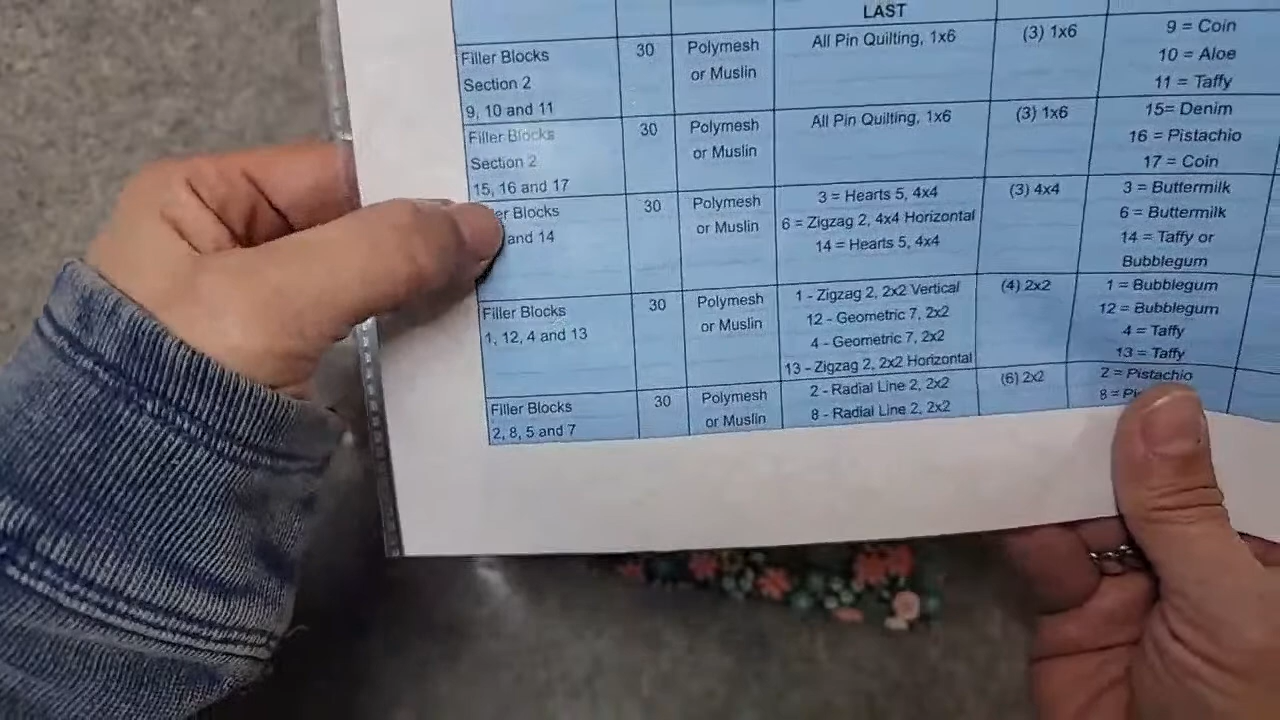 LAST
Filler Blocks
Section 2
9, 10 and 11
30
Polymesh
or Muslin
All Pin Quilting, 1x6
(3) 1x6
9 = Coin
10 = Aloe
11 = Taffy
Filler Blocks
Section 2
15, 16 and 17
30
Polymesh
or Muslin
All Pin Quilting, 1x6
(3) 1x6
15= Denim
16 = Pistachio
17 = Coin
Blocks
and 14
30
Polymesh
or Muslin
3 = Hearts 5, 4x4
6 = Zigzag 2, 4x4 Horizontal
14 = Hearts 5, 4x4
(3) 4x4
3 = Buttermilk
6 = Buttermilk
14 = Taffy or
Bubblegum
Filler Blocks
1, 12, 4 and 13
30
Polymesh
or Muslin
1 - Zigzag 2, 2x2 Vertical
12 - Geometric 7, 2x2
4 - Geometric 7, 2x2
13 - Zigzag 2, 2x2 Horizontal
(4) 2x2
1 = Bubblegum
12 = Bubblegum
4 = Taffy
13 = Taffy
Filler Blocks
2, 8, 5 and 7
30
Polymesh
or Muslin
2 - Radial Line 2, 2x2
8 - Radial Line 2, 2x2
(6) 2x2
2 = Pistachio
8 =